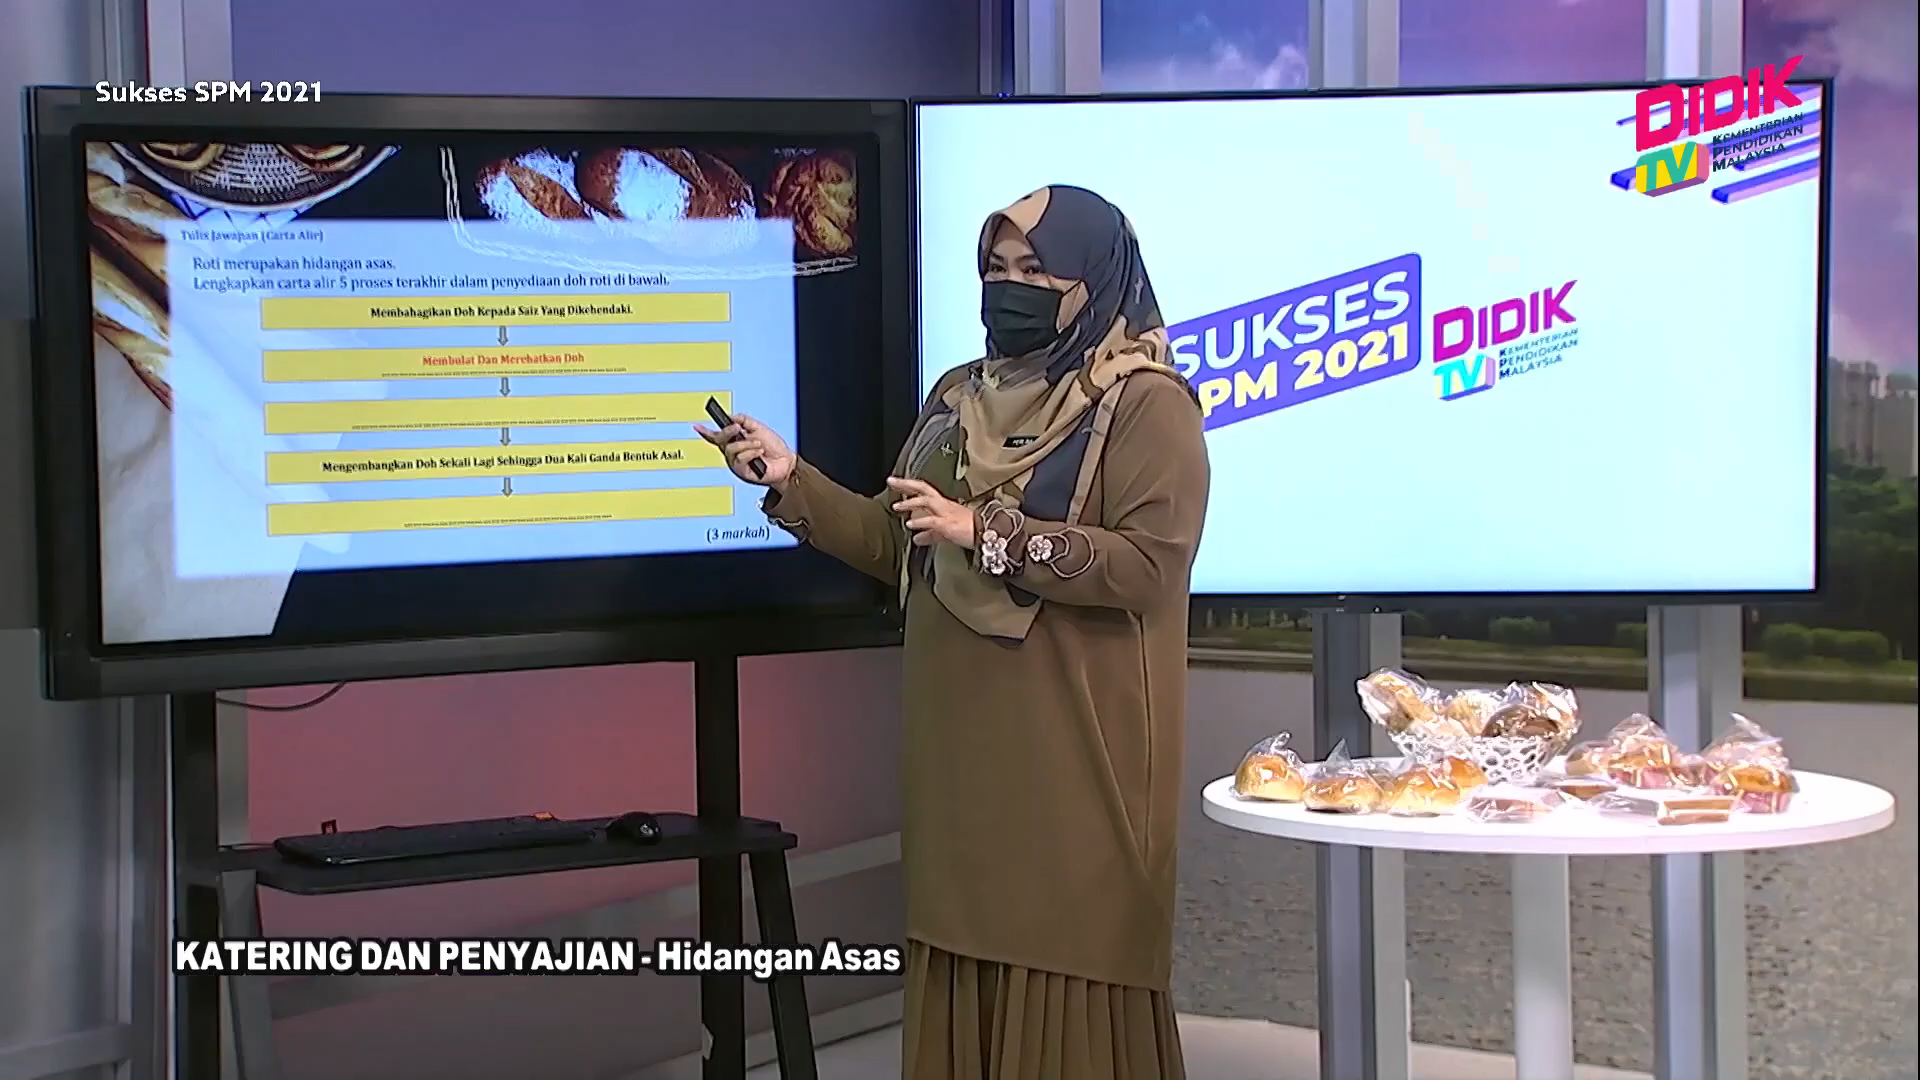 Sukses SPM 2021
DIDIK
TV
KEMENTERIAN
PENDIDIKAN
MALAYSIA
Tulis Jawapan (Carta Alir)
Roti merupakan hidangan asas.
Lengkapkan carta alir 5 proses terakhir dalam penyediaan doh roti di bawah.
Membahagikan Doh Kepada Saiz Yang Dikehendaki.
Membulat Dan Merehatkan Doh
Mengembangkan Doh Sekali Lagi Sehingga Dua Kali Ganda Bentuk Asal.
(3 markah)
SUKSES
SPM 2021
DIDIK
TV
KEMENTERIAN
PENDIDIKAN
MALAYSIA
KATERING DAN PENYAJIAN - Hidangan Asas